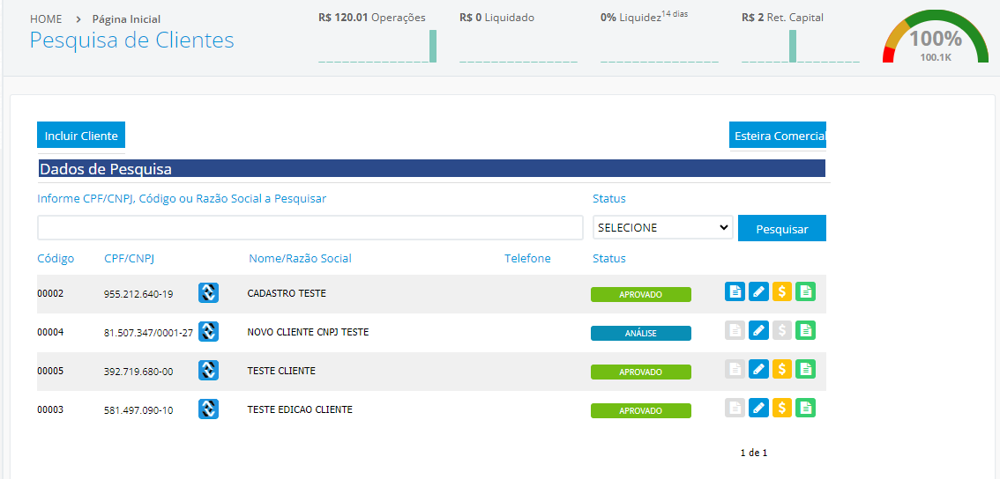 HOME > Página Inicial
Pesquisa de Clientes
R$ 120.01 Operações
R$ 0 Liquidado
0% Liquidez 14 dias
R$ 2 Ret. Capital
100%
100.1K
Incluir Cliente
Esteira Comercial
Dados de Pesquisa
Informe CPF/CNPJ, Código ou Razão Social a Pesquisar Status
SELECIONE Pesquisar
Código CPF/CNPJ Nome/Razão Social Telefone Status
00002 955.212.640-19 CADASTRO TESTE APROVADO
00004 81.507.347/0001-27 NOVO CLIENTE CNPJ TESTE ANÁLISE
00005 392.719.680-00 TESTE CLIENTE APROVADO
00003 581.497.090-10 TESTE EDICAO CLIENTE APROVADO
1 de 1